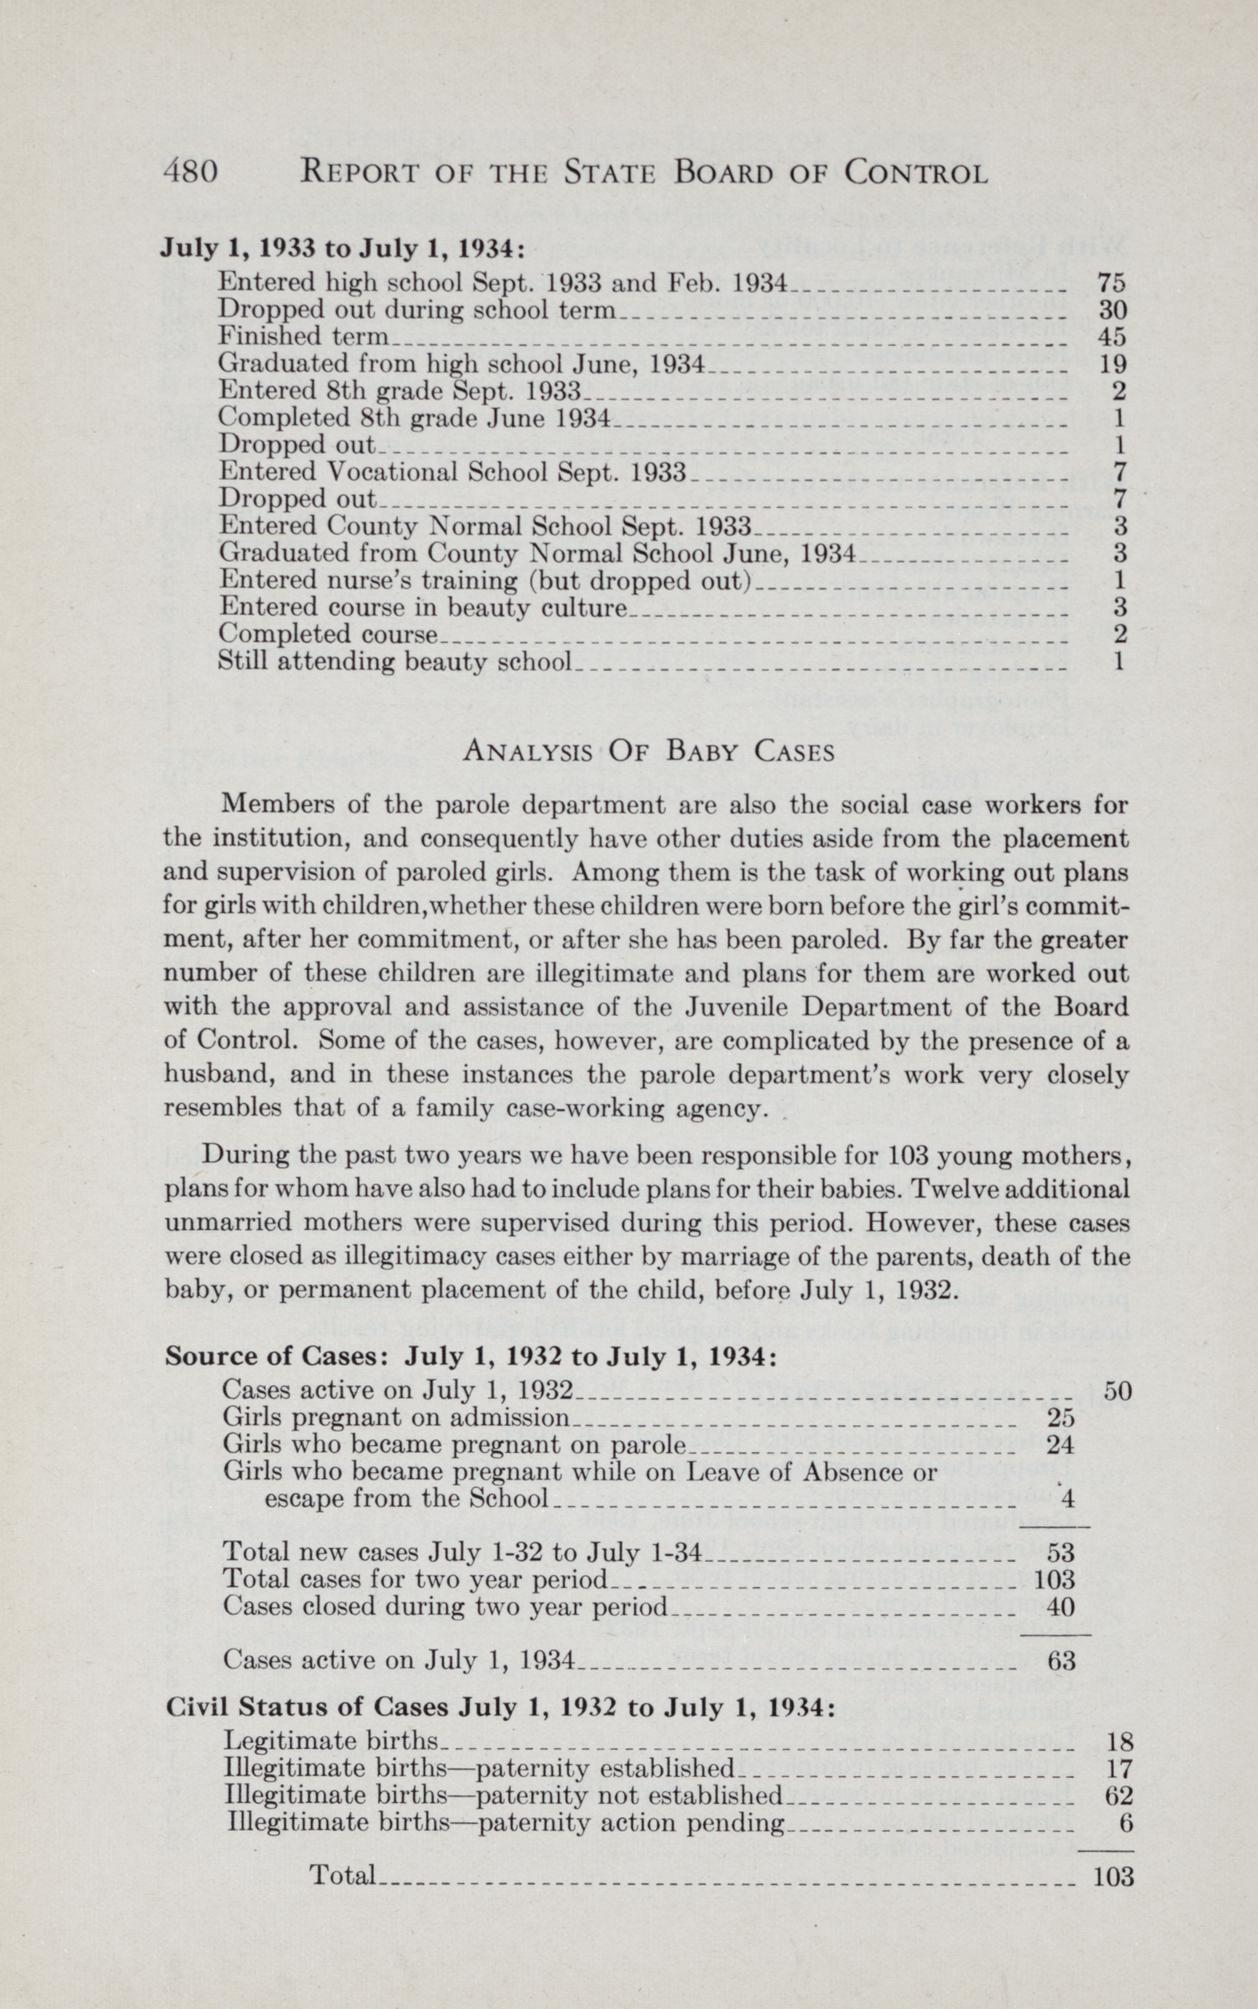 480 REPORT OF THE STATE BOARD OF CONTROL
July 1, 1933 to July 1, 1934:
Entered high school Sept. 1933 and Feb. 1934 75
Dropped out during school term 30
Finished term 45
Graduated from high school June, 1934 19
Entered 8th grade Sept. 1933 2
Completed 8th grade June 1934 1
Dropped out 1
Entered Vocational School Sept. 1933 7
Dropped out 7
Entered County Normal School Sept. 1933 3
Graduated from County Normal School June, 1934 3
Entered nurse's training (but dropped out) 1
Entered course in beauty culture 3
Completed course 2
Still attending beauty school 1
ANALYSIS OF BABY CASES
Members of the parole department are also the social case workers for
the institution, and consequently have other duties aside from the placement
and supervision of paroled girls. Among them is the task of working out plans
for girls with children,whether these children were born before the girl's commit-
ment, after her commitment, or after she has been paroled. By far the greater
number of these children are illegitimate and plans for them are worked out
with the approval and assistance of the Juvenile Department of the Board
of Control. Some of the cases, however, are complicated by the presence of a
husband, and in these instances the parole department's work very closely
resembles that of a family case-working agency.
During the past two years we have been responsible for 103 young mothers,
plans for whom have also had to include plans for their babies. Twelve additional
unmarried mothers were supervised during this period. However, these cases
were closed as illegitimacy cases either by marriage of the parents, death of the
baby, or permanent placement of the child, before July 1, 1932.
Source of Cases: July 1, 1932 to July 1, 1934:
Cases active on July 1, 1932 50
Girls pregnant on admission 25
Girls who became pregnant on parole 24
Girls who became pregnant while on Leave of Absence or
escape from the School 4
Total new cases July 1-32 to July 1-34 53
Total cases for two year period 103
Cases closed during two year period 40
Cases active on July 1, 1934 63
Civil Status of Cases July 1, 1932 to July 1, 1934:
Legitimate births 18
Illegitimate births—paternity established 17
Illegitimate births—paternity not established 62
Illegitimate births—paternity action pending 6
Total 103